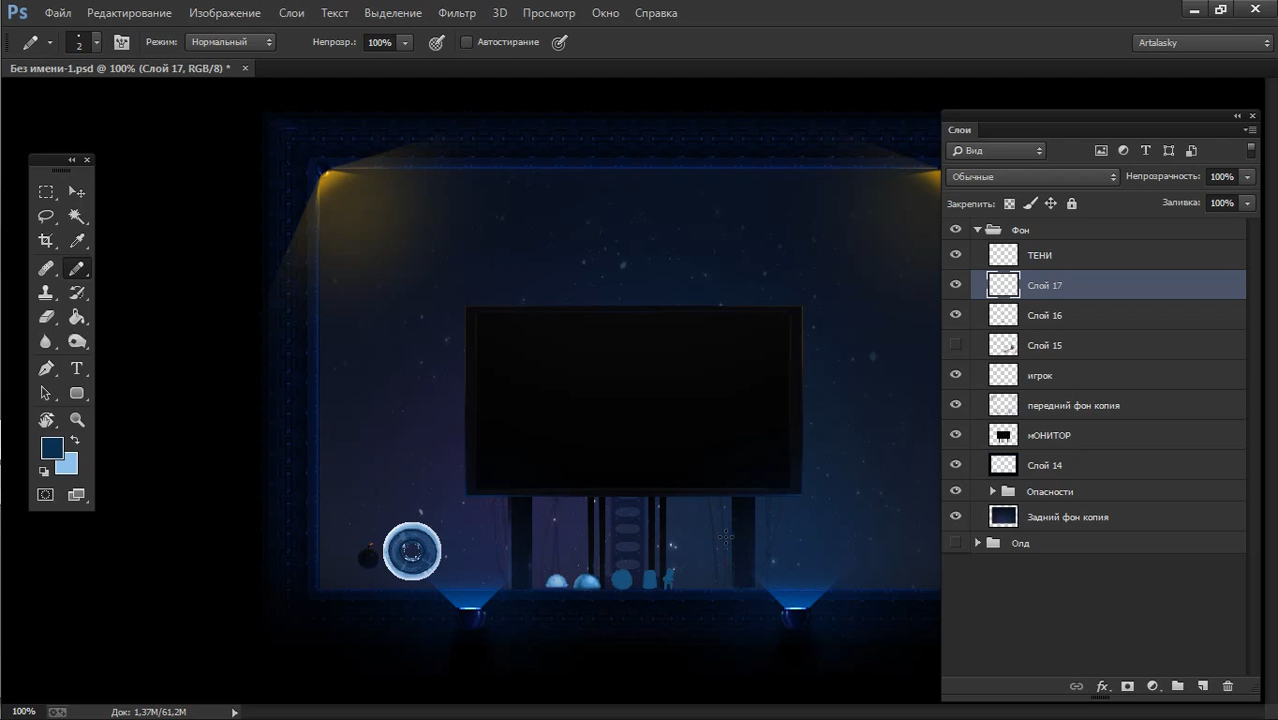 Ps Файл Редактирование Изображение Слои Текст Выделение Фильтр 3D Просмотр Окно Справка
2 Режим: Нормальный Непрозр.: 100% Автостирание Artalasky
Без имени-1.psd @ 100% (Слой 17, RGB/8) * ×
Слои
Вид
Обычные Непрозрачность: 100%
Закрепить: Заливка: 100%
Фон
ТЕНИ
Слой 17
Слой 16
Слой 15
игрок
передний фон копия
мОНИТОР
Слой 14
Опасности
Задний фон копия
Олд
100% Док: 1,37M/61,2M